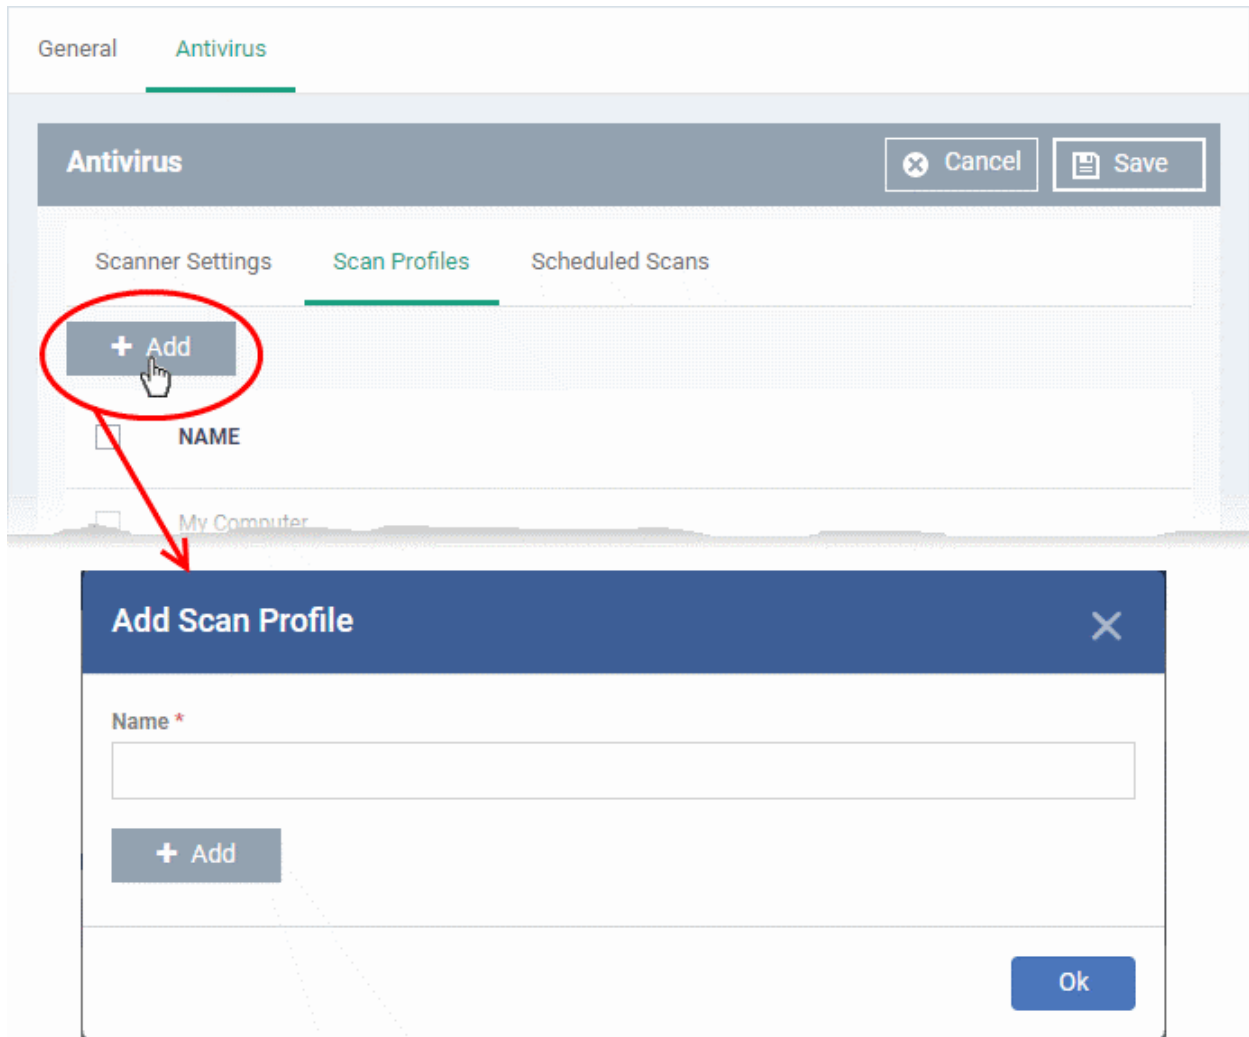 General Antivirus
Antivirus Cancel Save
Scanner Settings Scan Profiles Scheduled Scans
+ Add
NAME
My Computer
Add Scan Profile
Name *
+ Add
Ok